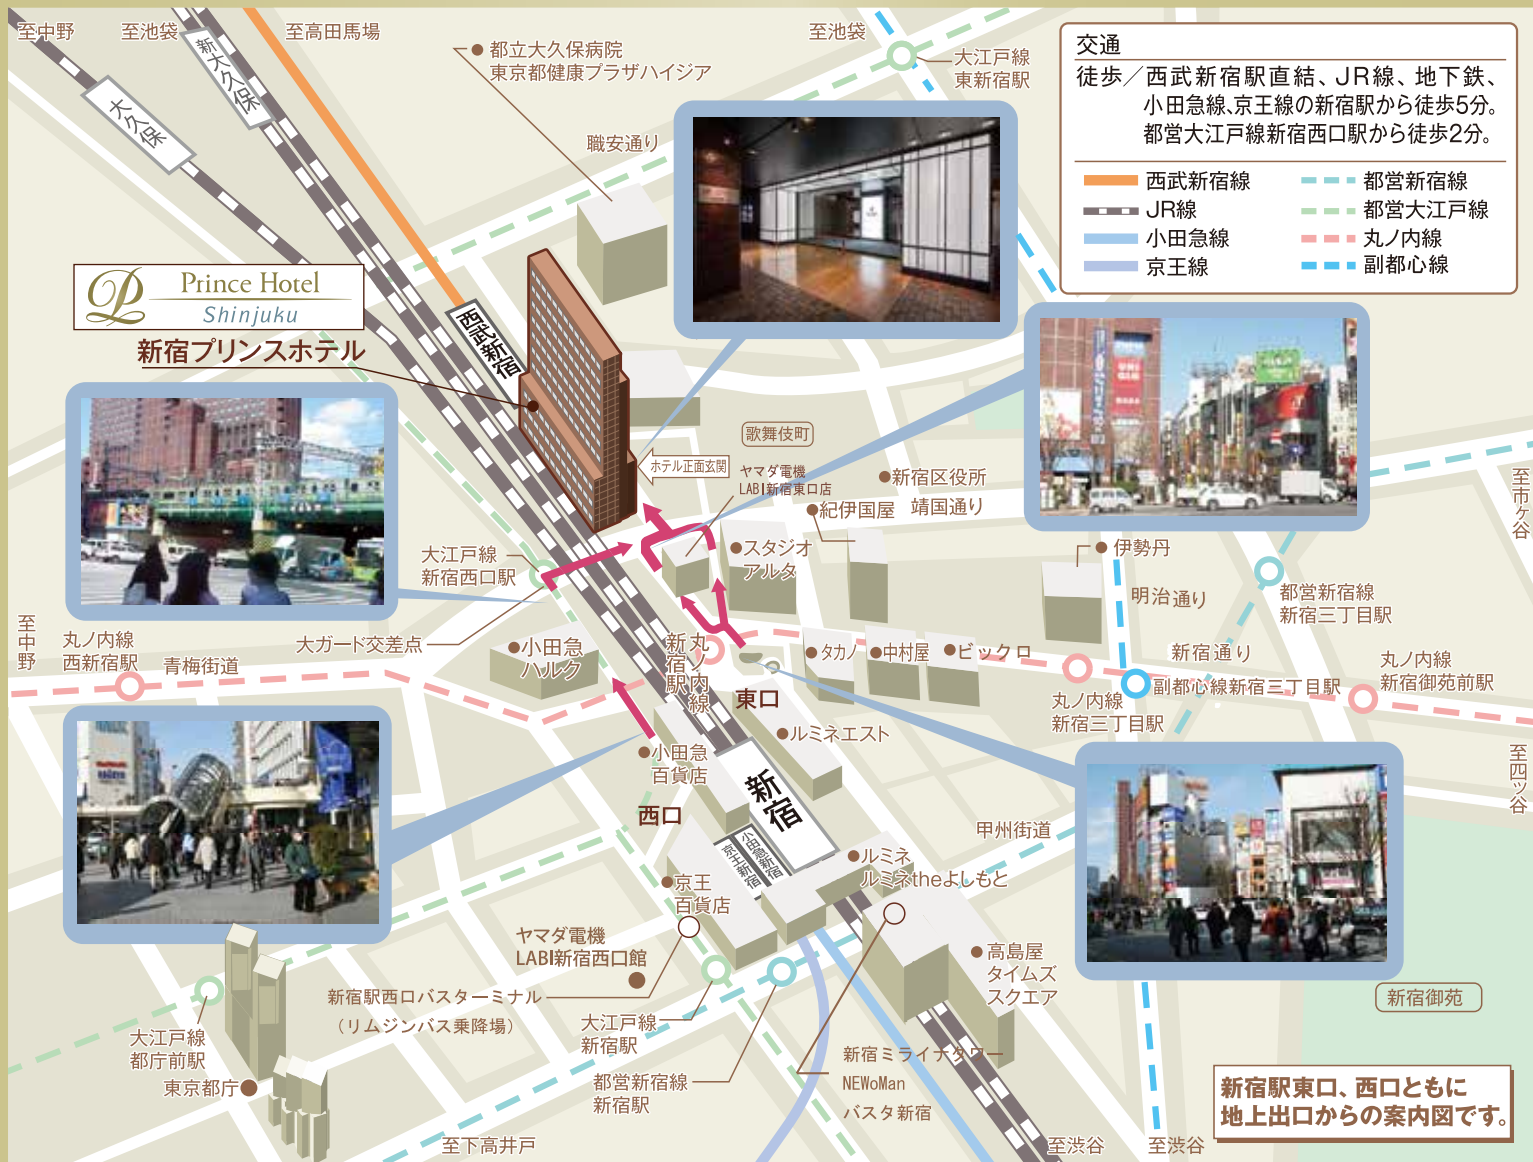 至中野
至池袋
至高田馬場
至池袋
新大久保
大久保
都立大久保病院
東京都健康プラザハイジア
職安通り
大江戸線
東新宿駅
交通
徒歩／西武新宿駅直結、JR線、地下鉄、
小田急線、京王線の新宿駅から徒歩5分。
都営大江戸線新宿西口駅から徒歩2分。
西武新宿線
JR線
小田急線
京王線
都営新宿線
都営大江戸線
丸ノ内線
副都心線
Prince Hotel
Shinjuku
新宿プリンスホテル
西武新宿
歌舞伎町
ホテル正面玄関
ヤマダ電機
LABI新宿東口店
新宿区役所
紀伊国屋
靖国通り
至市ヶ谷
スタジオ
アルタ
伊勢丹
大江戸線
新宿西口駅
明治通り
都営新宿線
新宿三丁目駅
至中野
丸ノ内線
西新宿駅
青梅街道
大ガード交差点
小田急
ハルク
丸ノ内線
新宿駅
タカノ
中村屋
ビックロ
新宿通り
丸ノ内線
新宿御苑前駅
東口
丸ノ内線
新宿三丁目駅
副都心線新宿三丁目駅
ルミネエスト
小田急
百貨店
至四ッ谷
新宿
西口
小田急新宿
京王新宿
甲州街道
ルミネ
ルミネtheよしもと
京王
百貨店
ヤマダ電機
LABI新宿西口館
高島屋
タイムズ
スクエア
新宿駅西口バスターミナル
（リムジンバス乗降場）
新宿御苑
大江戸線
都庁前駅
大江戸線
新宿駅
東京都庁
都営新宿線
新宿駅
新宿ミライナタワー
NEWoMan
バスタ新宿
至下高井戸
至渋谷
至渋谷
新宿駅東口、西口ともに
地上出口からの案内図です。